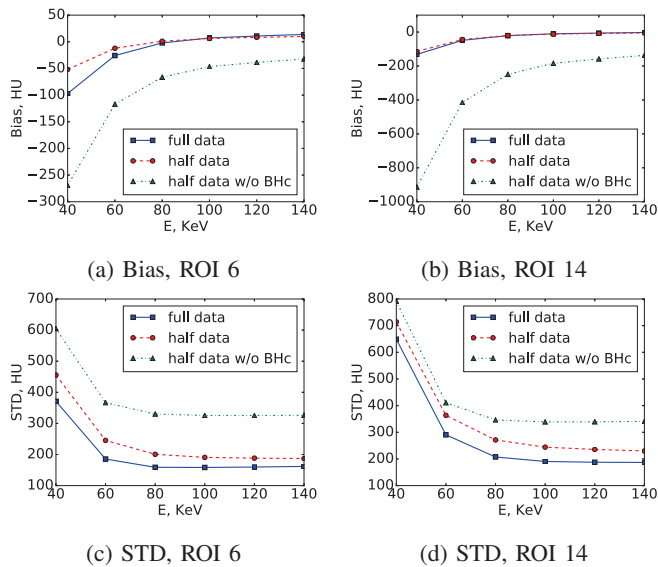 50
0
−50
−100
−150
−200
−250
−300
Bias, HU
full data
half data
half data w/o BHc
40 60 80 100 120 140
E, KeV
(a) Bias, ROI 6
0
−200
−400
−600
−800
−1000
Bias, HU
full data
half data
half data w/o BHc
40 60 80 100 120 140
E, KeV
(b) Bias, ROI 14
700
600
500
400
300
200
100
STD, HU
full data
half data
half data w/o BHc
40 60 80 100 120 140
E, KeV
(c) STD, ROI 6
800
700
600
500
400
300
200
100
STD, HU
full data
half data
half data w/o BHc
40 60 80 100 120 140
E, KeV
(d) STD, ROI 14